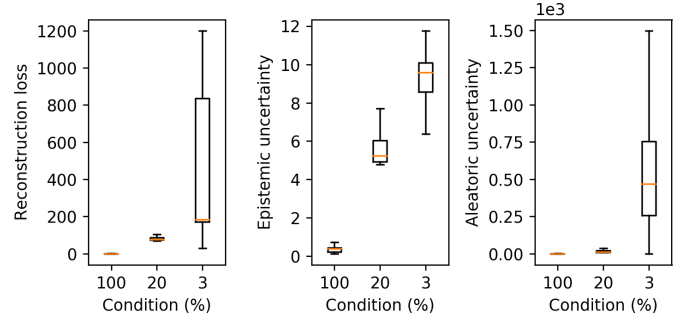 1200
1000
800
600
400
200
0
Reconstruction loss
100 20 3
Condition (%)
12
10
8
6
4
2
0
Epistemic uncertainty
100 20 3
Condition (%)
1e3
1.50
1.25
1.00
0.75
0.50
0.25
0.00
Aleatoric uncertainty
100 20 3
Condition (%)